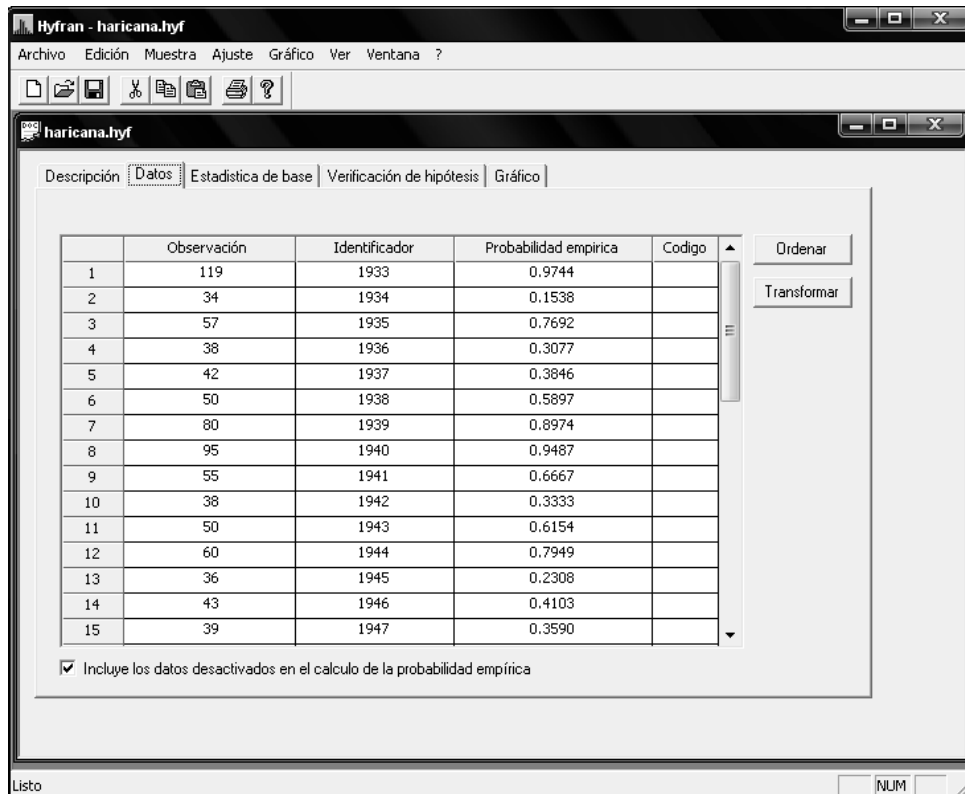 Hyfran - haricana.hyf
Archivo Edición Muestra Ajuste Gráfico Ver Ventana ?
DOC haricana.hyf
Descripción Datos Estadistica de base Verificación de hipótesis Gráfico
Observación Identificador Probabilidad empirica Codigo
1 119 1933 0.9744
2 34 1934 0.1538
3 57 1935 0.7692
4 38 1936 0.3077
5 42 1937 0.3846
6 50 1938 0.5897
7 80 1939 0.8974
8 95 1940 0.9487
9 55 1941 0.6667
10 38 1942 0.3333
11 50 1943 0.6154
12 60 1944 0.7949
13 36 1945 0.2308
14 43 1946 0.4103
15 39 1947 0.3590
Ordenar
Transformar
Incluye los datos desactivados en el calculo de la probabilidad empírica
Listo NUM